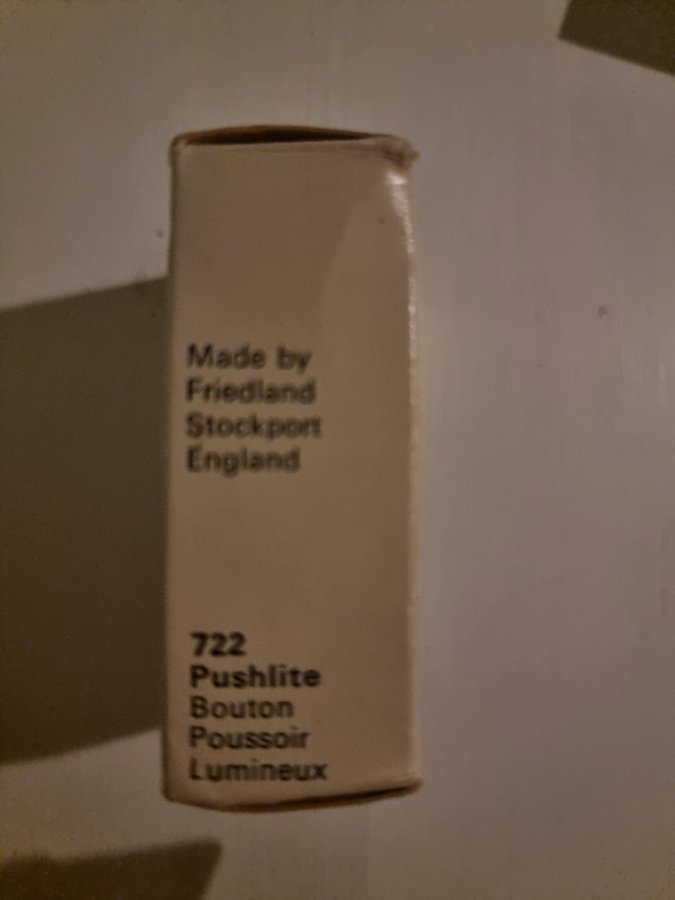 Made by
Friedland
Stockport
England
722
Pushlite
Bouton
Poussoir
Lumineux